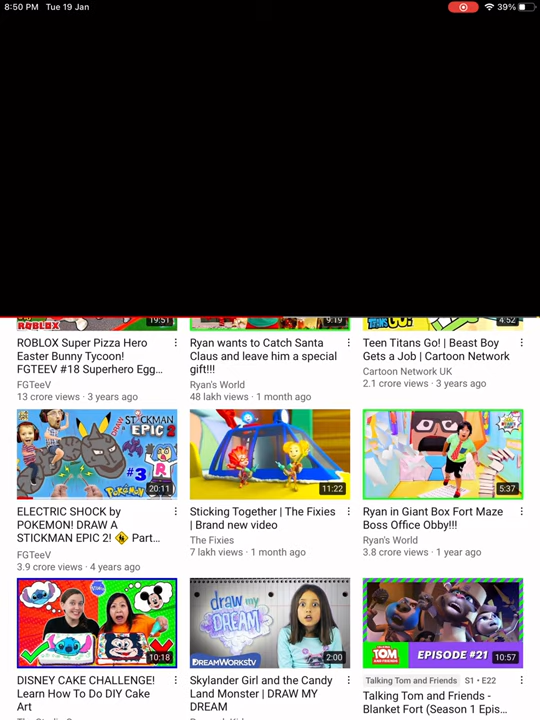 8:50 PM Tue 19 Jan
39%
ROBLOX
19:51
9:19
TEENS GO!
4:52
ROBLOX Super Pizza Hero
Easter Bunny Tycoon!
FGTEEV #18 Superhero Egg...
FGTeeV
13 crore views · 3 years ago
Ryan wants to Catch Santa
Claus and leave him a special
gift!!!
Ryan's World
48 lakh views · 1 month ago
Teen Titans Go! | Beast Boy
Gets a Job | Cartoon Network
Cartoon Network UK
2.1 crore views · 3 years ago
DRAW A
STICKMAN
EPIC 2
#3
R
POKéMON
20:11
11:22
5:37
ELECTRIC SHOCK by
POKEMON! DRAW A
STICKMAN EPIC 2! Part...
FGTeeV
3.9 crore views · 4 years ago
Sticking Together | The Fixies
| Brand new video
The Fixies
7 lakh views · 1 month ago
Ryan in Giant Box Fort Maze
Boss Office Obby!!!
Ryan's World
3.8 crore views · 1 year ago
10:18
draw my
DREAM
DREAMWORKStv
2:00
TOM
AND FRIENDS
EPISODE #21
10:57
DISNEY CAKE CHALLENGE!
Learn How To Do DIY Cake
Art
Skylander Girl and the Candy
Land Monster | DRAW MY
DREAM
Talking Tom and Friends S1 • E22
Talking Tom and Friends -
Blanket Fort (Season 1 Epis...